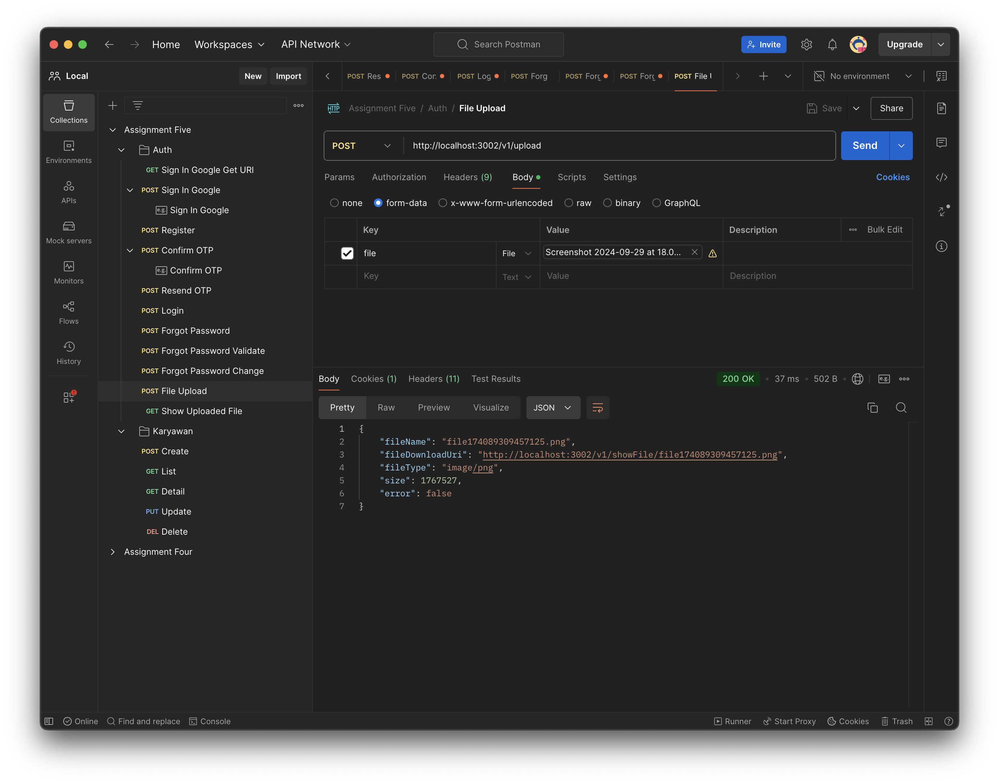 Home Workspaces API Network Search Postman Invite Upgrade
Local New Import
POST Res POST Con POST Log POST Forg POST Forg POST Forg POST File U No environment
Collections
Environments
APIs
Mock servers
Monitors
Flows
History
Assignment Five
Auth
GET Sign In Google Get URI
POST Sign In Google
e.g. Sign In Google
POST Register
POST Confirm OTP
e.g. Confirm OTP
POST Resend OTP
POST Login
POST Forgot Password
POST Forgot Password Validate
POST Forgot Password Change
POST File Upload
GET Show Uploaded File
Karyawan
POST Create
GET List
GET Detail
PUT Update
DEL Delete
Assignment Four
HTTP Assignment Five / Auth / File Upload Save Share
POST http://localhost:3002/v1/upload Send
Params Authorization Headers (9) Body Scripts Settings Cookies
none form-data x-www-form-urlencoded raw binary GraphQL
Key Value Description Bulk Edit
file File Screenshot 2024-09-29 at 18.0...
Key Text Value Description
Body Cookies (1) Headers (11) Test Results 200 OK 37 ms 502 B e.g.
Pretty Raw Preview Visualize JSON
1 {
2 "fileName": "file174089309457125.png",
3 "fileDownloadUri": "http://localhost:3002/v1/showFile/file174089309457125.png",
4 "fileType": "image/png",
5 "size": 1767527,
6 "error": false
7 }
Online Find and replace Console Runner Start Proxy Cookies Trash